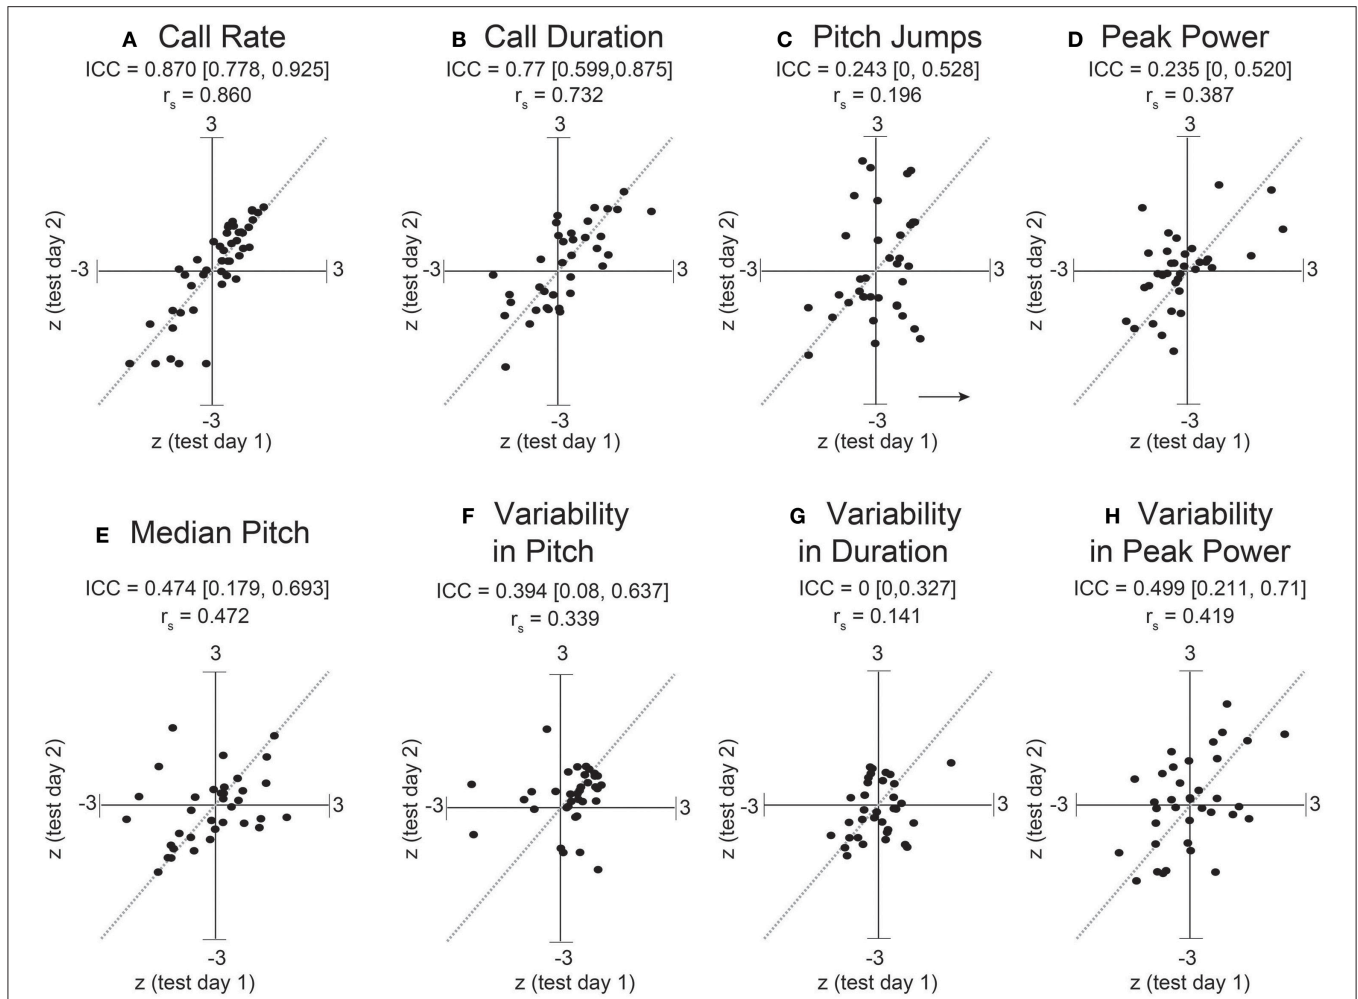 A Call Rate
ICC = 0.870 [0.778, 0.925]
rs = 0.860
3
-3
3
-3
z (test day 2)
z (test day 1)
B Call Duration
ICC = 0.77 [0.599,0.875]
rs = 0.732
3
-3
3
-3
z (test day 2)
z (test day 1)
C Pitch Jumps
ICC = 0.243 [0, 0.528]
rs = 0.196
3
-3
3
-3
z (test day 2)
z (test day 1)
D Peak Power
ICC = 0.235 [0, 0.520]
rs = 0.387
3
-3
3
-3
z (test day 2)
z (test day 1)
E Median Pitch
ICC = 0.474 [0.179, 0.693]
rs = 0.472
3
-3
3
-3
z (test day 2)
z (test day 1)
F Variability
in Pitch
ICC = 0.394 [0.08, 0.637]
rs = 0.339
3
-3
3
-3
z (test day 2)
z (test day 1)
G Variability
in Duration
ICC = 0 [0,0.327]
rs = 0.141
3
-3
3
-3
z (test day 2)
z (test day 1)
H Variability
in Peak Power
ICC = 0.499 [0.211, 0.71]
rs = 0.419
3
-3
3
-3
z (test day 2)
z (test day 1)